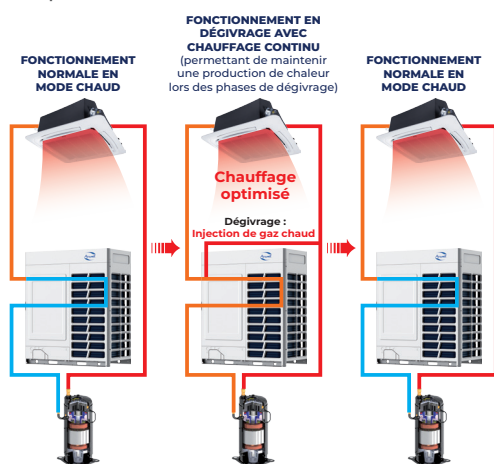 FONCTIONNEMENT
NORMALE EN
MODE CHAUD
FONCTIONNEMENT EN
DÉGIVRAGE AVEC
CHAUFFAGE CONTINU
(permettant de maintenir
une production de chaleur
lors des phases de dégivrage)
FONCTIONNEMENT
NORMALE EN
MODE CHAUD
Chauffage
optimisé
Dégivrage :
Injection de gaz chaud